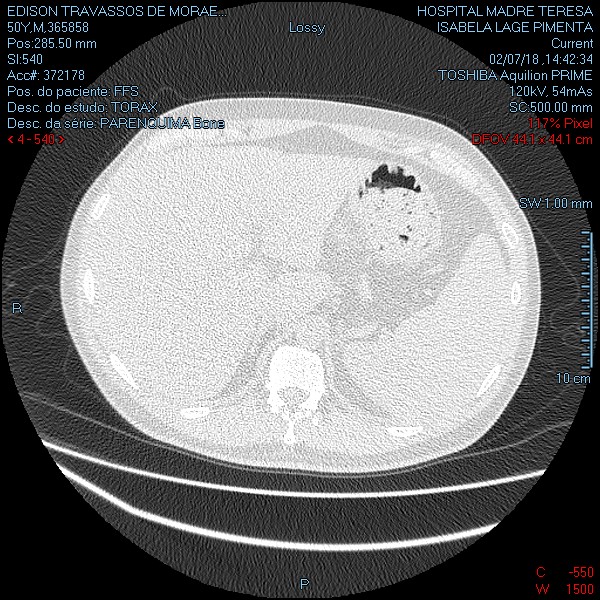 EDISON TRAVASSOS DE MORAE...
50Y,M,365858
Pos:285.50 mm
SI:540
Acc#: 372178
Pos. do paciente: FFS
Desc. do estudo: TORAX
Desc. da série: PARENQUIMA Bone
< 4 - 540 >
Lossy
HOSPITAL MADRE TERESA
ISABELA LAGE PIMENTA
Current
02/07/18 ,14:42:34
TOSHIBA Aquilion PRIME
120kV, 54mAs
SC:500.00 mm
117% Pixel
DFOV:44.1 x 44.1 cm
SW:1.00 mm
R
10 cm
P
C -550
W 1500